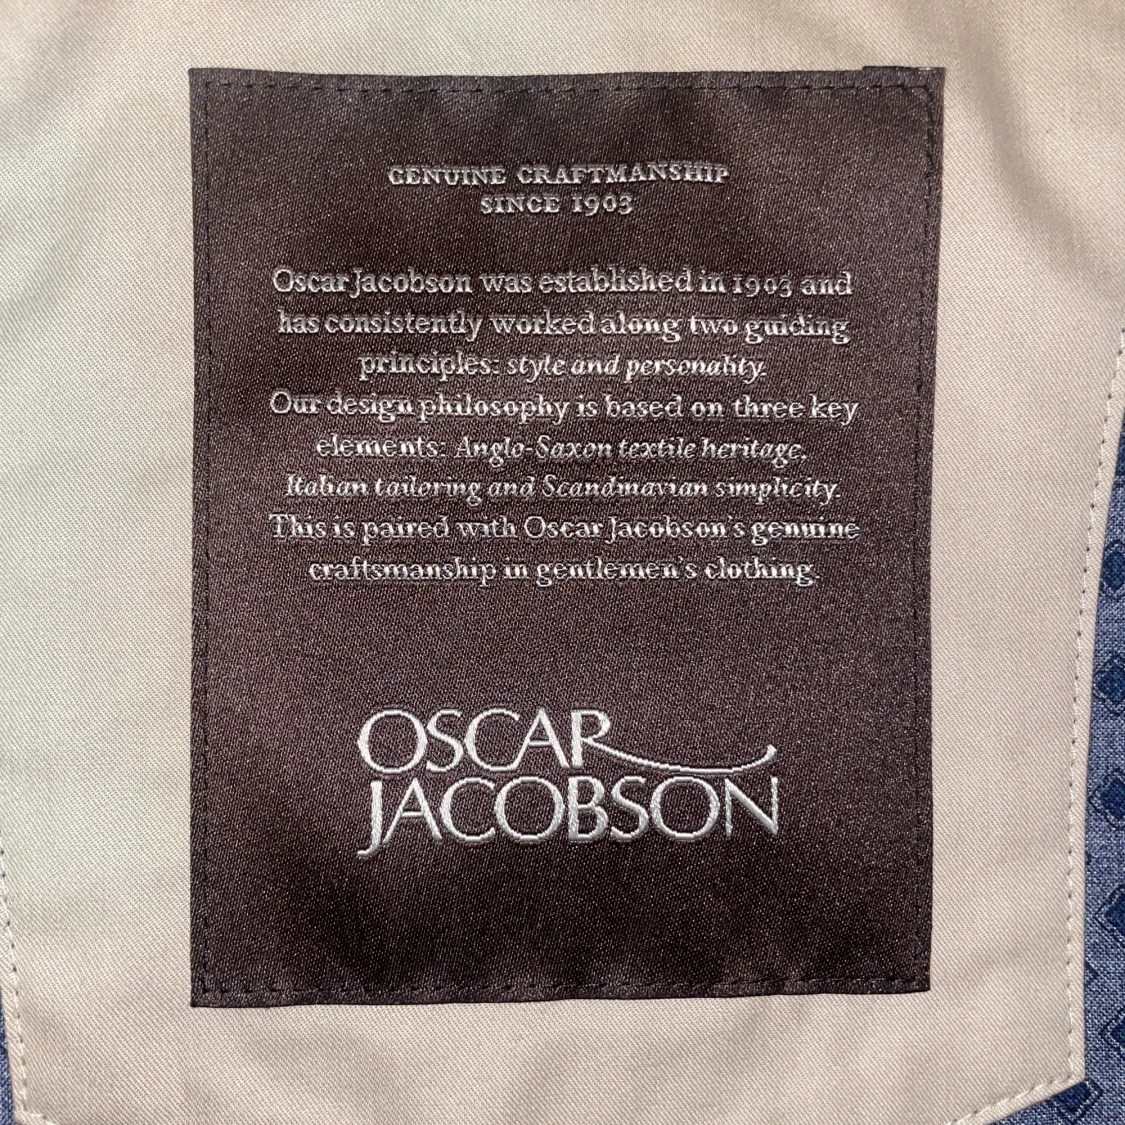 GENUINE CRAFTMANSHIP
SINCE 1903
Oscar Jacobson was established in 1903 and
has consistently worked along two guiding
principles: style and personality.
Our design philosophy is based on three key
elements: Anglo-Saxon textile heritage,
Italian tailoring and Scandinavian simplicity.
This is paired with Oscar Jacobson's genuine
craftsmanship in gentlemen's clothing.
OSCAR
JACOBSON